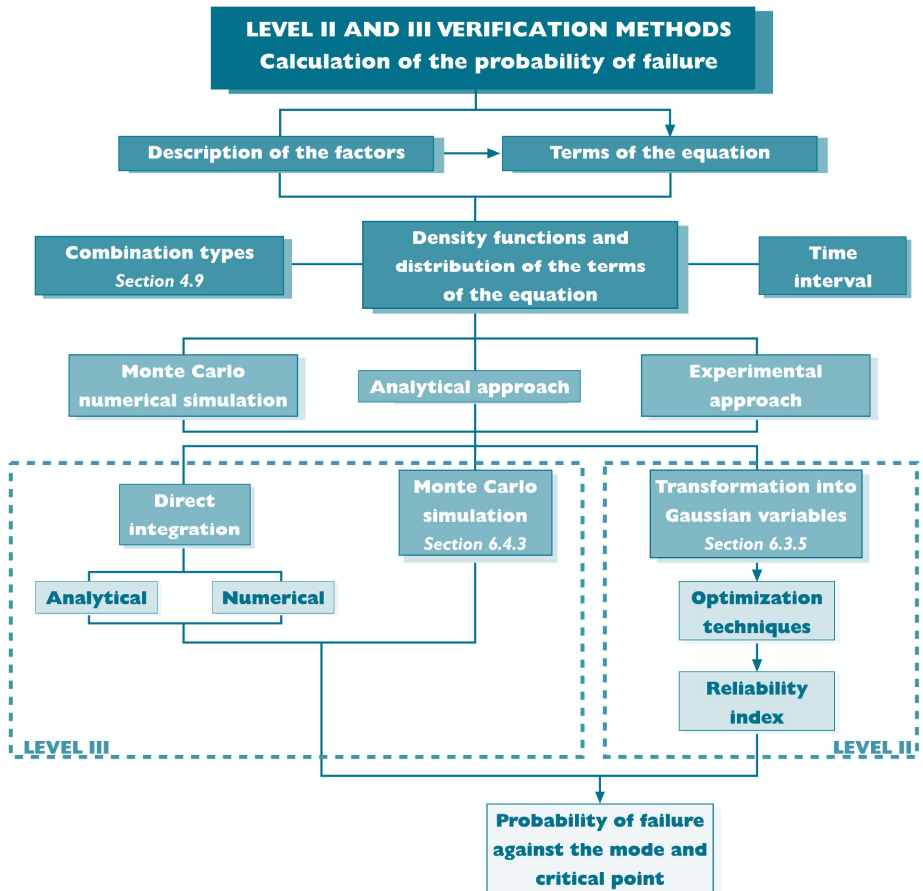 LEVEL II AND III VERIFICATION METHODS
Calculation of the probability of failure
Description of the factors
Terms of the equation
Combination types
Section 4.9
Density functions and
distribution of the terms
of the equation
Time
interval
Monte Carlo
numerical simulation
Analytical approach
Experimental
approach
Direct
integration
Monte Carlo
simulation
Section 6.4.3
Transformation into
Gaussian variables
Section 6.3.5
Analytical
Numerical
Optimization
techniques
Reliability
index
LEVEL III
LEVEL II
Probability of failure
against the mode and
critical point